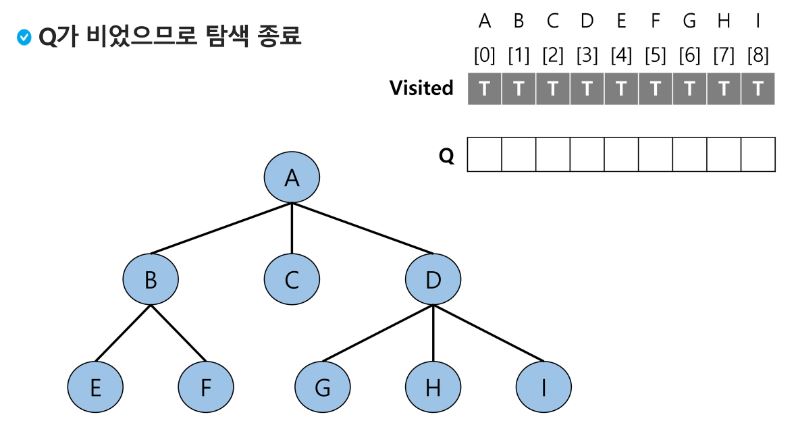 Q가 비었으므로 탐색 종료
A B C D E F G H I
[0] [1] [2] [3] [4] [5] [6] [7] [8]
Visited T T T T T T T T T
Q
A
B C D
E F G H I